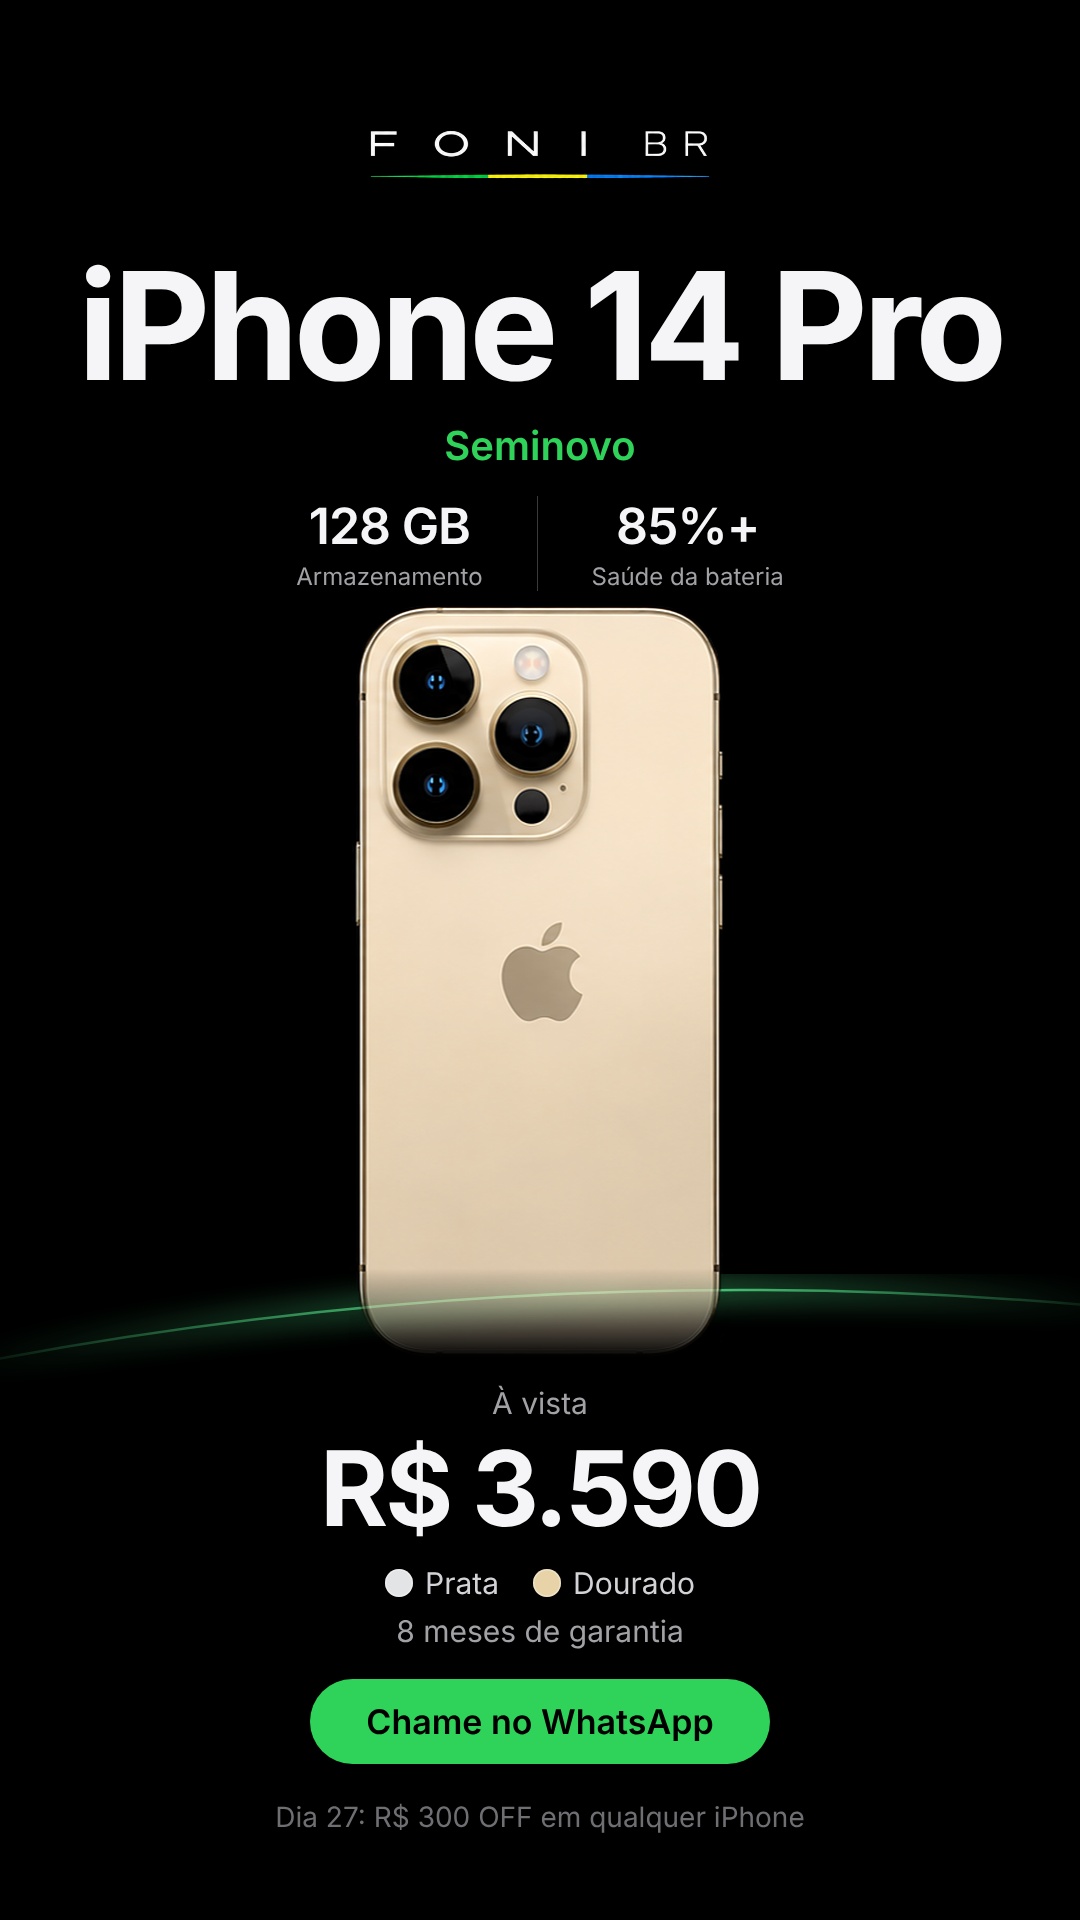 FONI BR
iPhone 14 Pro
Seminovo
128 GB
Armazenamento
85%+
Saúde da bateria
À vista
R$ 3.590
Prata
Dourado
8 meses de garantia
Chame no WhatsApp
Dia 27: R$ 300 OFF em qualquer iPhone